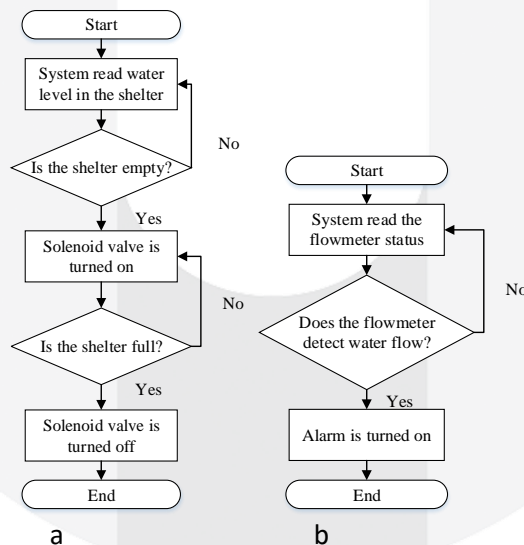 Start
System read water
level in the shelter
No
Is the shelter empty?
Yes
Solenoid valve is
turned on
No
Is the shelter full?
Yes
Solenoid valve is
turned off
End
a
Start
System read the
flowmeter status
No
Does the flowmeter
detect water flow?
Yes
Alarm is turned on
End
b